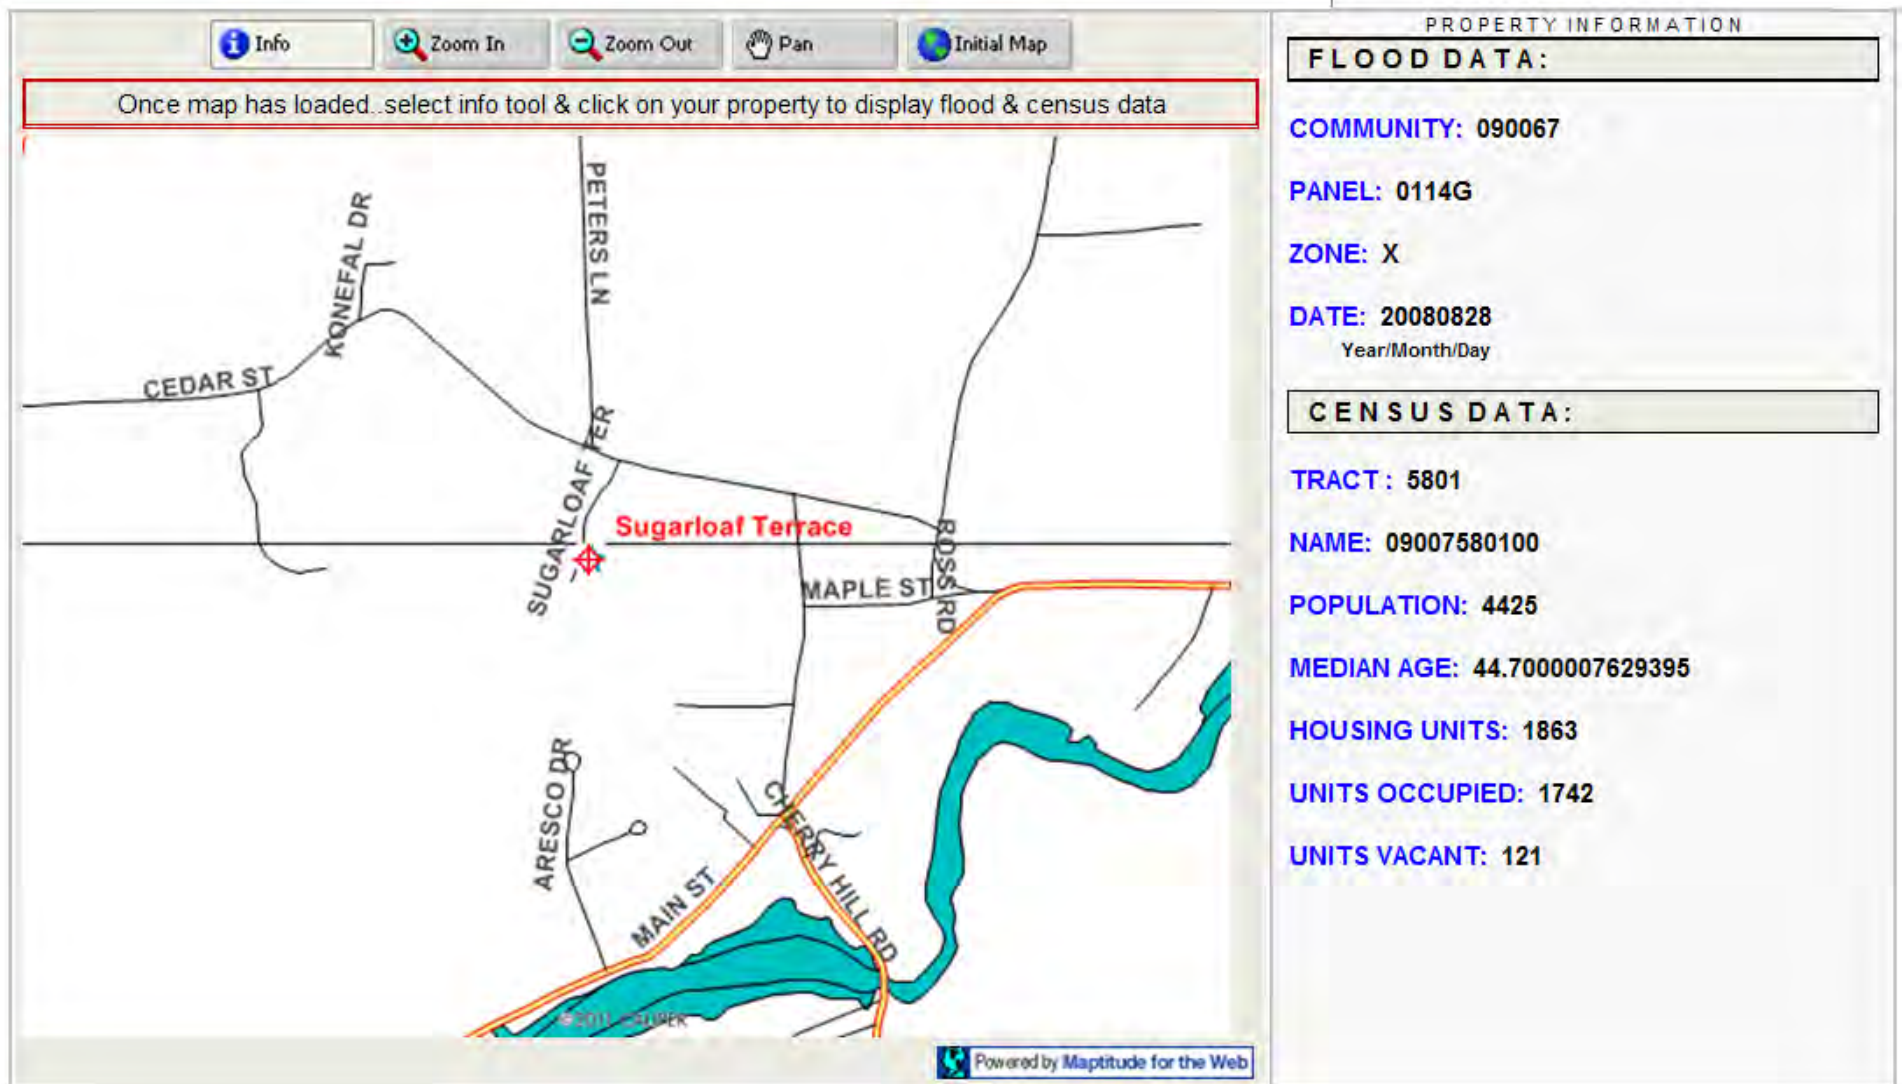 Info
Zoom In
Zoom Out
Pan
Initial Map
Once map has loaded..select info tool & click on your property to display flood & census data
PETERS LN
KONEFAL DR
CEDAR ST
SUGARLOAF TER
Sugarloaf Terrace
ROSS RD
MAPLE ST
ARESCO DR
CHERRY HILL RD
MAIN ST
©2011 CALIPER
Powered by Maptitude for the Web
PROPERTY INFORMATION
FLOOD DATA:
COMMUNITY: 090067
PANEL: 0114G
ZONE: X
DATE: 20080828
Year/Month/Day
CENSUS DATA:
TRACT : 5801
NAME: 09007580100
POPULATION: 4425
MEDIAN AGE: 44.7000007629395
HOUSING UNITS: 1863
UNITS OCCUPIED: 1742
UNITS VACANT: 121